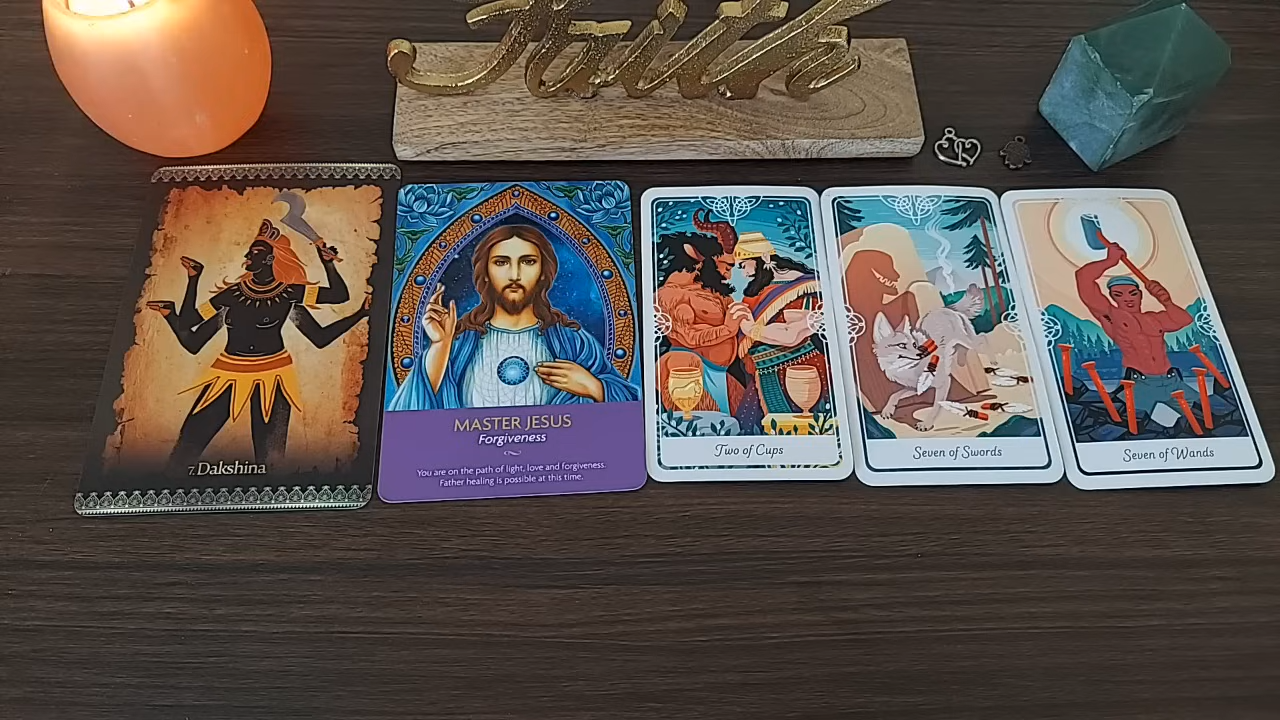 Faith
7. Dakshina
MASTER JESUS
Forgiveness
You are on the path of light, love and forgiveness.
Father healing is possible at this time.
Two of Cups
Seven of Swords
Seven of Wands